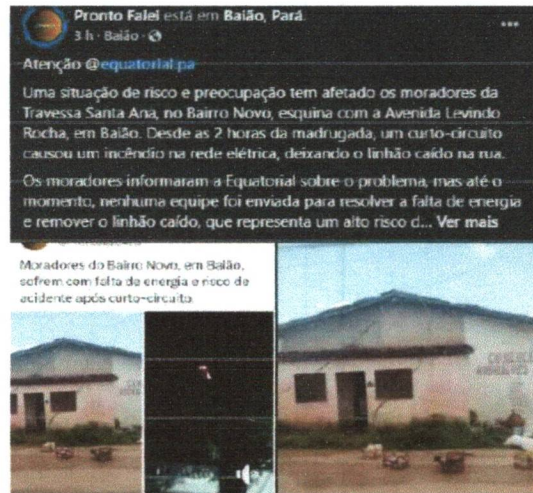 Pronto Falei está em Baião, Pará.
3 h · Baião ·
Atenção @equatorial.pa
Uma situação de risco e preocupação tem afetado os moradores da
Travessa Santa Ana, no Bairro Novo, esquina com a Avenida Levindo
Rocha, em Baião. Desde as 2 horas da madrugada, um curto-circuito
causou um incêndio na rede elétrica, deixando o linhão caído na rua.
Os moradores informaram a Equatorial sobre o problema, mas até o
momento, nenhuma equipe foi enviada para resolver a falta de energia
e remover o linhão caído, que representa um alto risco d... Ver mais
Moradores do Bairro Novo, em Baião,
sofrem com falta de energia e risco de
acidente após curto-circuito.